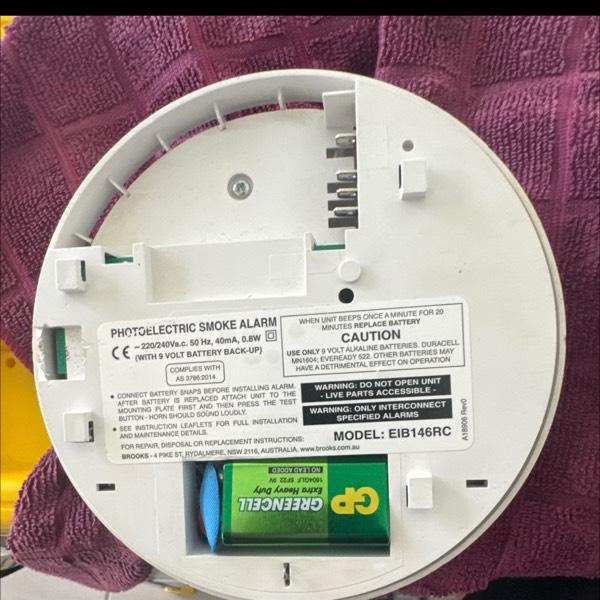 PHOTOELECTRIC SMOKE ALARM
CE ~ 220/240Va.c. 50 Hz, 40mA, 0.8W
(WITH 9 VOLT BATTERY BACK-UP)
COMPLIES WITH
AS 3786:2014
• CONNECT BATTERY SNAPS BEFORE INSTALLING ALARM.
AFTER BATTERY IS REPLACED ATTACH UNIT TO THE
MOUNTING PLATE FIRST AND THEN PRESS THE TEST
BUTTON - HORN SHOULD SOUND LOUDLY.
• SEE INSTRUCTION LEAFLETS FOR FULL INSTALLATION
AND MAINTENANCE DETAILS.
FOR REPAIR, DISPOSAL OR REPLACEMENT INSTRUCTIONS:
BROOKS - 4 PIKE ST, RYDALMERE, NSW 2116, AUSTRALIA, www.brooks.com.au
WHEN UNIT BEEPS ONCE A MINUTE FOR 20
MINUTES REPLACE BATTERY
CAUTION
USE ONLY 9 VOLT ALKALINE BATTERIES. DURACELL
MN1604; EVEREADY 522. OTHER BATTERIES MAY
HAVE A DETRIMENTAL EFFECT ON OPERATION
WARNING: DO NOT OPEN UNIT
- LIVE PARTS ACCESSIBLE -
WARNING: ONLY INTERCONNECT
SPECIFIED ALARMS
MODEL: EIB146RC
A18906 Rev0
GP
GREENCELL
Extra Heavy Duty
1604GLF 6F22 9V
NO LEAD ADDED